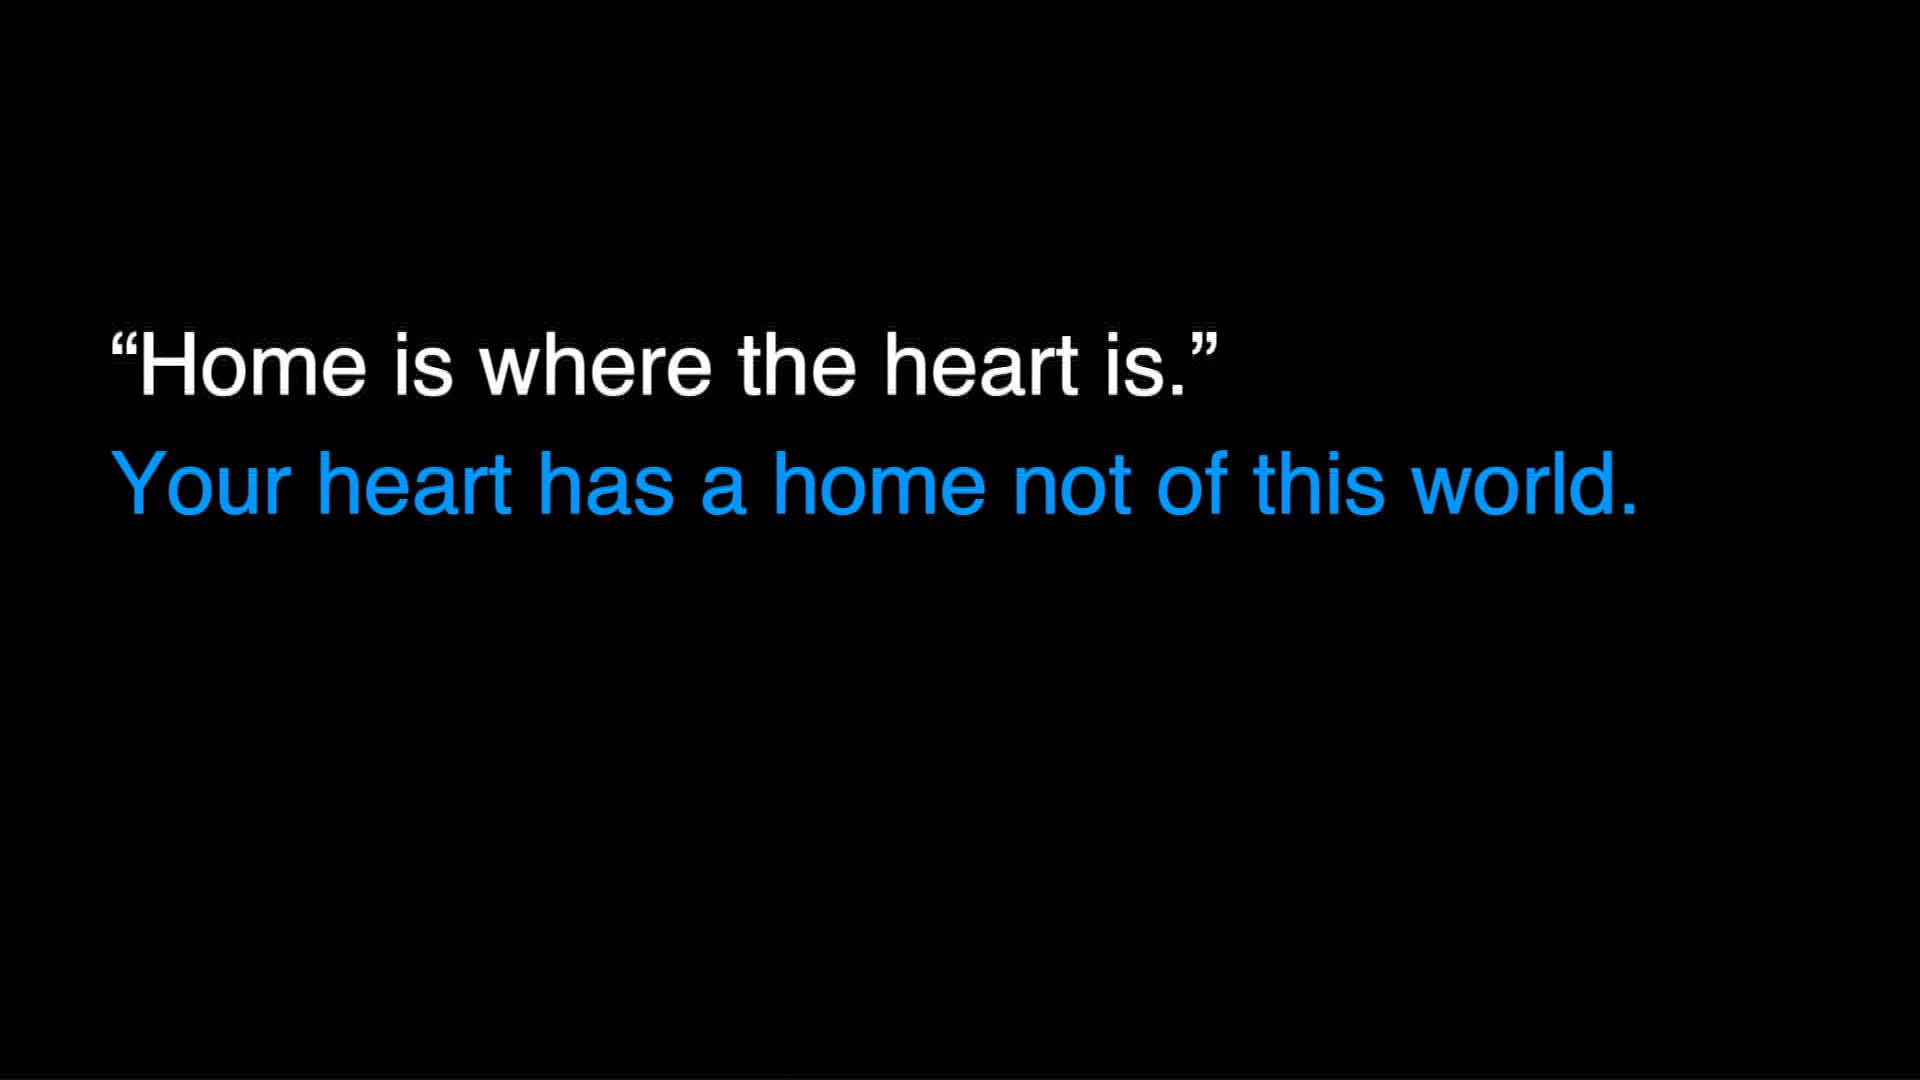 “Home is where the heart is.”
Your heart has a home not of this world.